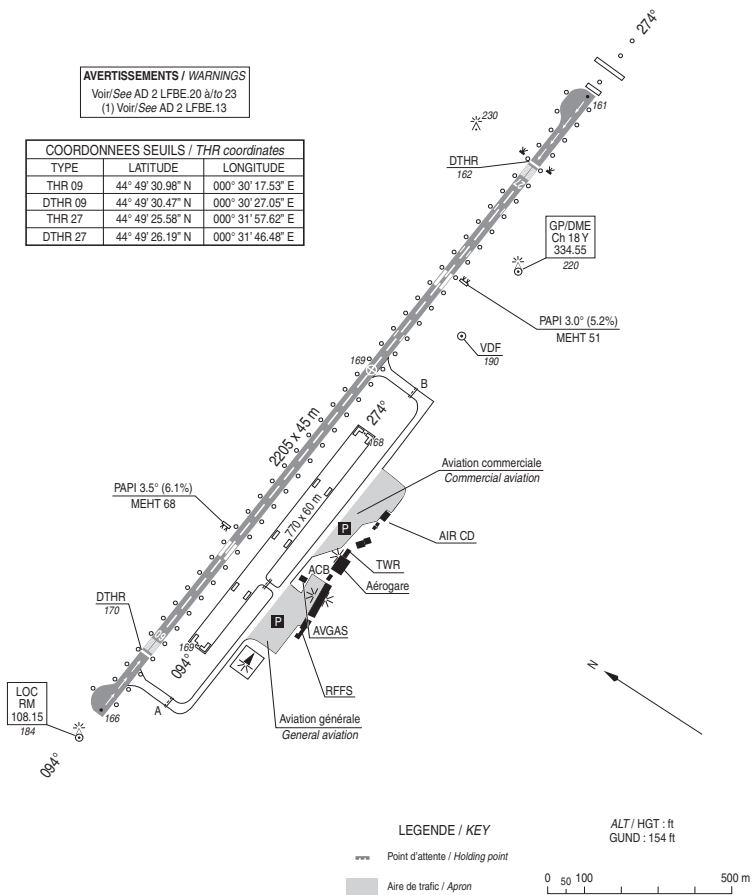 AVERTISSEMENTS / WARNINGS
Voir/See AD 2 LFBE.20 à/to 23
(1) Voir/See AD 2 LFBE.13
COORDONNEES SEUILS / THR coordinates
TYPE LATITUDE LONGITUDE
THR 09 44° 49' 30.98" N 000° 30' 17.53" E
DTHR 09 44° 49' 30.47" N 000° 30' 27.05" E
THR 27 44° 49' 25.58" N 000° 31' 57.62" E
DTHR 27 44° 49' 26.19" N 000° 31' 46.48" E
274°
161
230
DTHR
162
27
GP/DME
Ch 18 Y
334.55
220
PAPI 3.0° (5.2%)
MEHT 51
VDF
190
169
B
2205 x 45 m
274°
168
PAPI 3.5° (6.1%)
MEHT 68
770 x 60 m
Aviation commerciale
Commercial aviation
P
AIR CD
TWR
ACB
Aérogare
DTHR
170
09
P
AVGAS
169
094°
RFFS
LOC
RM
108.15
184
166
A
Aviation générale
General aviation
094°
N
LEGENDE / KEY
Point d'attente / Holding point
Aire de trafic / Apron
ALT / HGT : ft
GUND : 154 ft
0 50 100 500 m